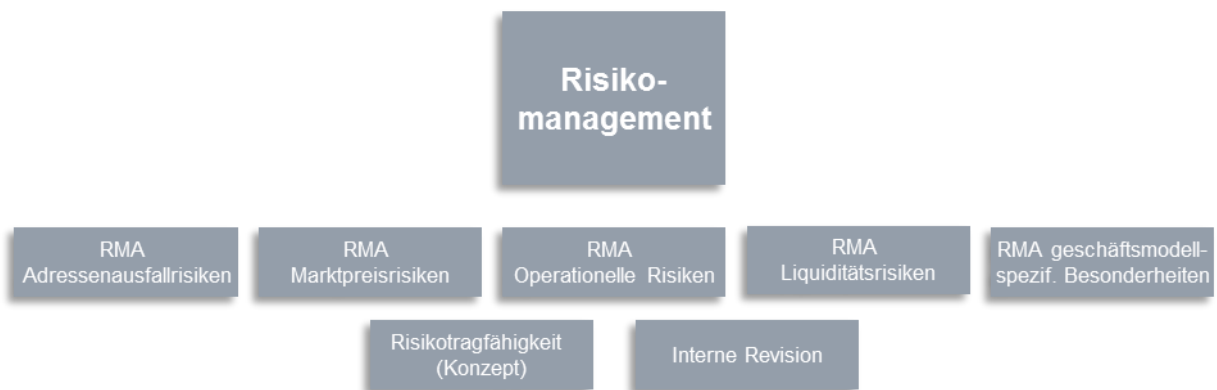 Risiko-
management
RMA
Adressenausfallrisiken
RMA
Marktpreisrisiken
RMA
Operationelle Risiken
RMA
Liquiditätsrisiken
RMA geschäftsmodell-
spezif. Besonderheiten
Risikotragfähigkeit
(Konzept)
Interne Revision